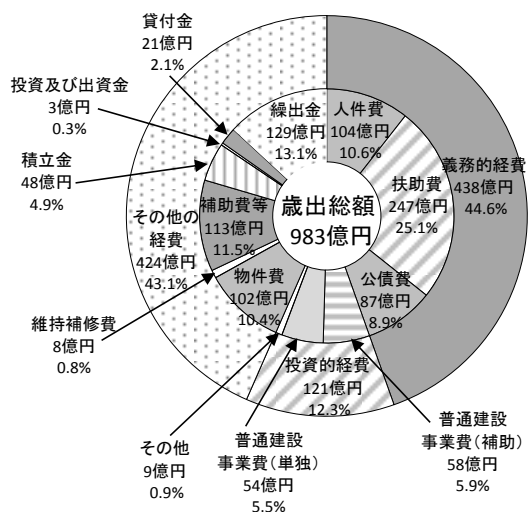 貸付金
21億円
2.1%
投資及び出資金
3億円
0.3%
積立金
48億円
4.9%
その他の
経費
424億円
43.1%
維持補修費
8億円
0.8%
繰出金
129億円
13.1%
人件費
104億円
10.6%
義務的経費
438億円
44.6%
扶助費
247億円
25.1%
補助費等
113億円
11.5%
歳出総額
983億円
物件費
102億円
10.4%
公債費
87億円
8.9%
投資的経費
121億円
12.3%
その他
9億円
0.9%
普通建設
事業費(単独)
54億円
5.5%
普通建設
事業費(補助)
58億円
5.9%